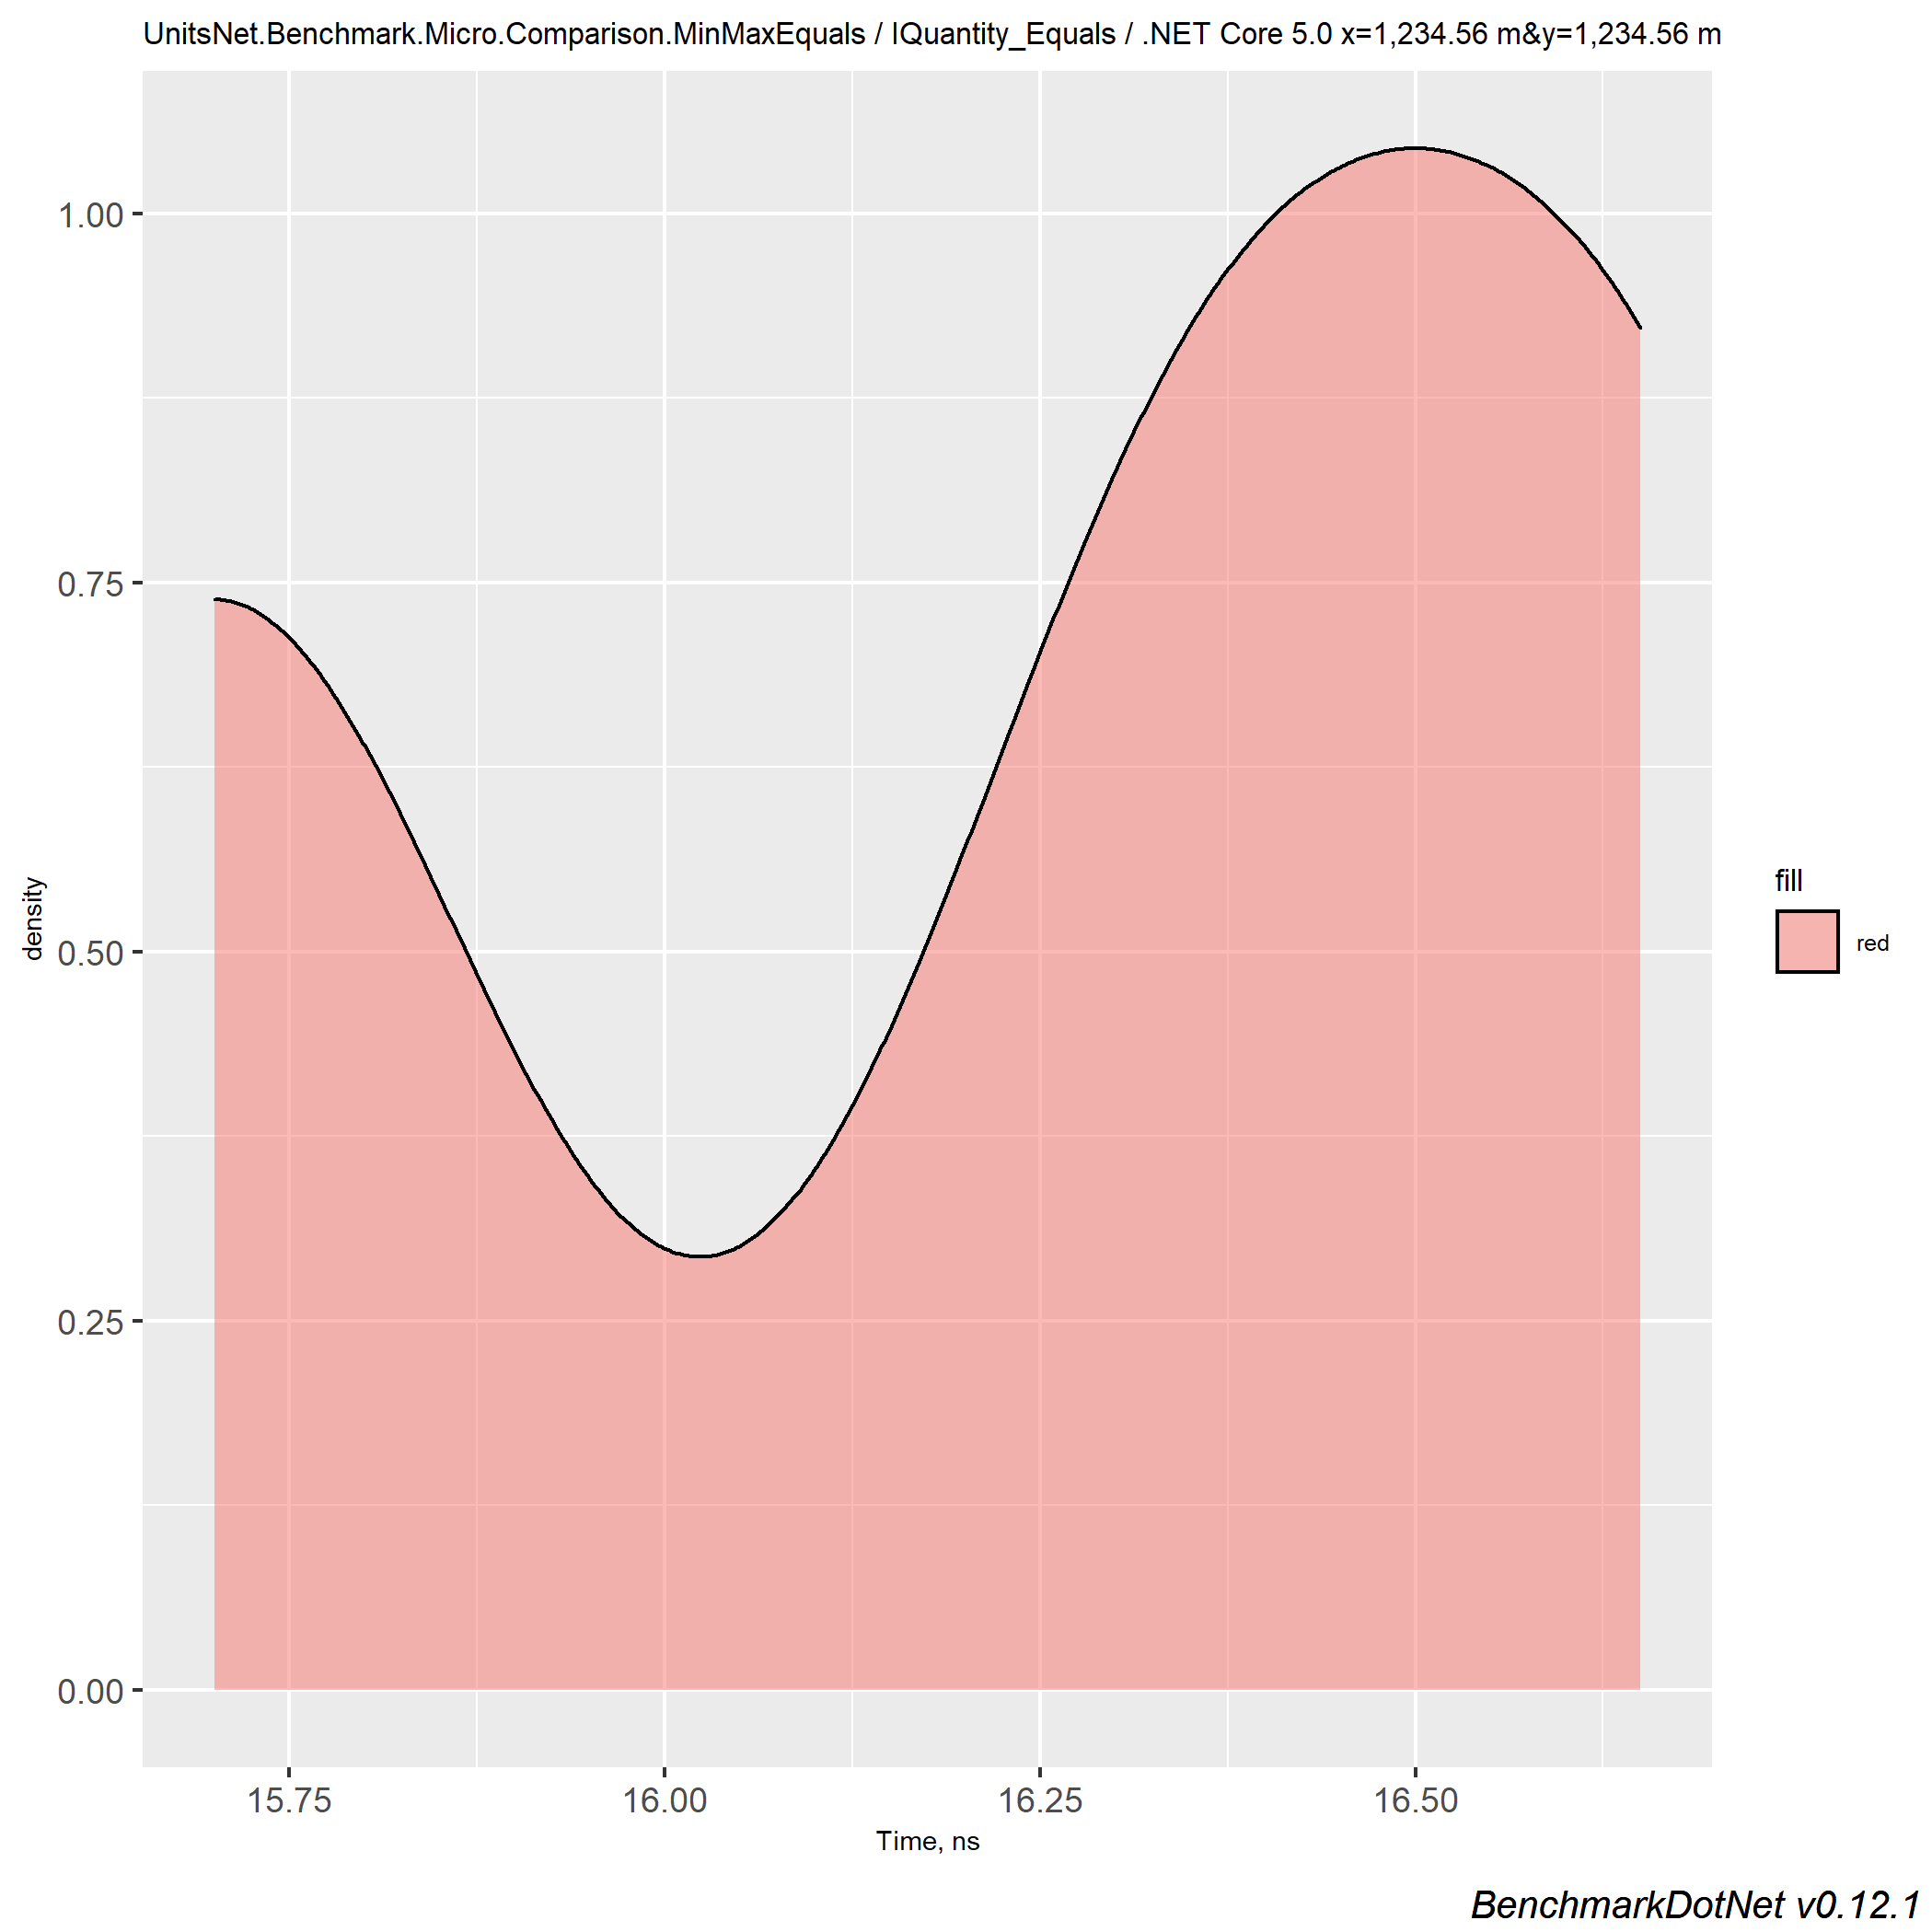 UnitsNet.Benchmark.Micro.Comparison.MinMaxEquals / IQuantity_Equals / .NET Core 5.0 x=1,234.56 m&y=1,234.56 m
1.00
0.75
0.50
0.25
0.00
density
15.75 16.00 16.25 16.50
Time, ns
fill
red
BenchmarkDotNet v0.12.1